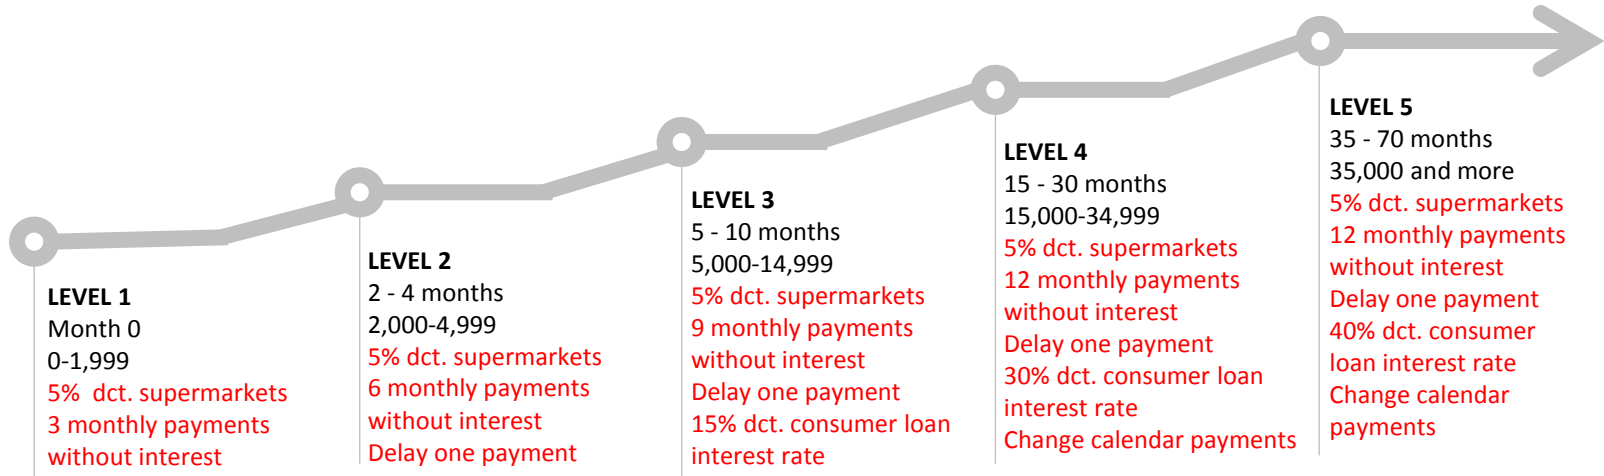 LEVEL 1
Month 0
0-1,999
5%  dct. supermarkets
3 monthly payments
without interest
LEVEL 2
2 - 4 months
2,000-4,999
5% dct. supermarkets
6 monthly payments
without interest
Delay one payment
LEVEL 3
5 - 10 months
5,000-14,999
5% dct. supermarkets
9 monthly payments
without interest
Delay one payment
15% dct. consumer loan
interest rate
LEVEL 4
15 - 30 months
15,000-34,999
5% dct. supermarkets
12 monthly payments
without interest
Delay one payment
30% dct. consumer loan
interest rate
Change calendar payments
LEVEL 5
35 - 70 months
35,000 and more
5% dct. supermarkets
12 monthly payments
without interest
Delay one payment
40% dct. consumer
loan interest rate
Change calendar
payments